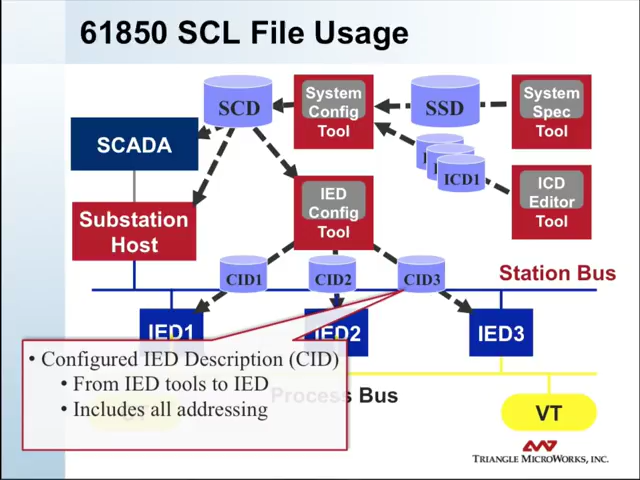 61850 SCL File Usage
SCD
System
Config
Tool
SSD
System
Spec
Tool
SCADA
ICD1
ICD
Editor
Tool
IED
Config
Tool
Substation
Host
CID1
CID2
CID3
Station Bus
IED1
IED2
IED3
• Configured IED Description (CID)
• From IED tools to IED
• Includes all addressing
Process Bus
VT
TRIANGLE MICROWORKS, INC.